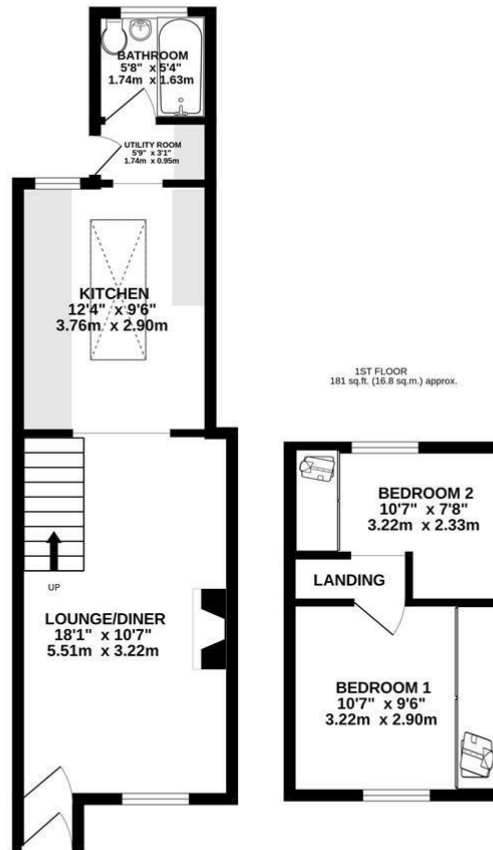 BATHROOM
5'8" x 5'4"
1.74m x 1.63m
UTILITY ROOM
5'9" x 3'1"
1.74m x 0.95m
KITCHEN
12'4" x 9'6"
3.76m x 2.90m
UP
LOUNGE/DINER
18'1" x 10'7"
5.51m x 3.22m
1ST FLOOR
181 sq.ft. (16.8 sq.m.) approx.
BEDROOM 2
10'7" x 7'8"
3.22m x 2.33m
LANDING
BEDROOM 1
10'7" x 9'6"
3.22m x 2.90m